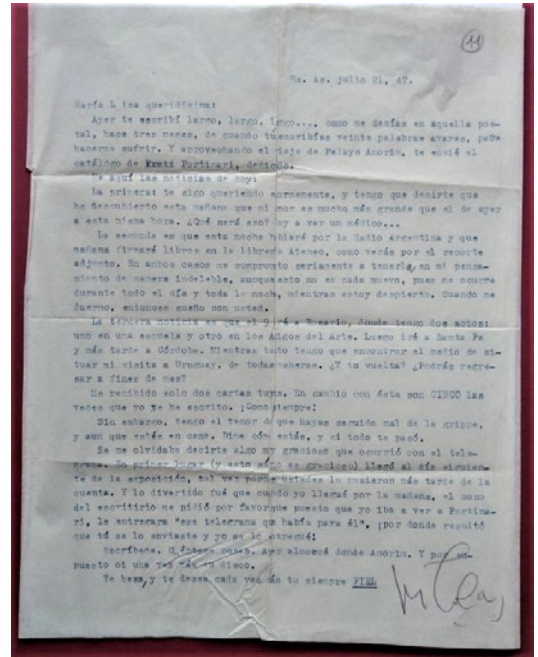 11
Bs. As. julio 21, 47.
María L ina queridísima:
Ayer te escribí largo, largo, largo..., como me decías en aquella pos-
tal, hace tres meses, de cuando tu escribías veinte palabras avaras, para
hacerme sufrir. Y aprovechando el viaje de Pelayo Amorim, te envié el
catálogo de Portinari, dedicado.
He aquí las noticias de Hoy:
La primera: te sigo queriendo enormemente, y tengo que decirte que
he descubierto esta mañana que mi amor es mucho más grande que el de ayer
a esta misma hora. ¿Qué será eso? Voy a ver un médico...
La segunda es que esta noche hablaré por la Radio Argentina y que
mañana firmaré libros en la librería Ateneo, como verás por el recorte
adjunto. En ambos casos me comprometo seriamente a tenerla en mi pensa-
miento de manera indeleble, aunque esto no es nada nuevo, pues me ocurre
durante todo el día y toda la noche, mientras estoy despierto. Cuando me
duermo, entonces sueño con usted.
La tercera noticia es que el 9 iré a Rosario, donde tengo dos actos:
uno en una escuela y otro en los Amigos del Arte. Luego iré a Santa Fe
y más tarde a Córdoba. Mientras tanto tengo que encontrar el medio de si-
tuar mi visita a Uruguay, de todas maneras. ¿Y tu vuelta? ¿Podrás regre-
sar a fines de mes?
He recibido solo dos cartas tuyas. En cambio con ésta son CINCO las
veces que yo te he escrito. ¡Como siempre!
Sin embargo, tengo el temor de que hayas seguido mal de la grippe,
y aun que estés en cama. Dime cómo estás, y si todo te pasó.
Se me olvidaba decirte algo muy gracioso que ocurrió con el tele-
grama. En primer lugar (y esto no es gracioso) llegó al día siguien-
te de la exposición, tal vez porque ustedes lo pusieron más tarde de la
cuenta. Y lo divertido fué que cuando yo llegué por la mañana, el mozo
del escritirio me pidió por favor que puesto que yo iba a ver a Portina-
ri, le entregara "ese telegrama que había para él". ¡por donde resultó
que tú se lo enviaste y yo se lo entregué!
Escríbeme. Cuéntame cosas. Ayer almorcé donde Amorim. Y por su-
puesto oí una vez más tu disco.
Te besa, y te desea cada vez más tu siempre FIEL